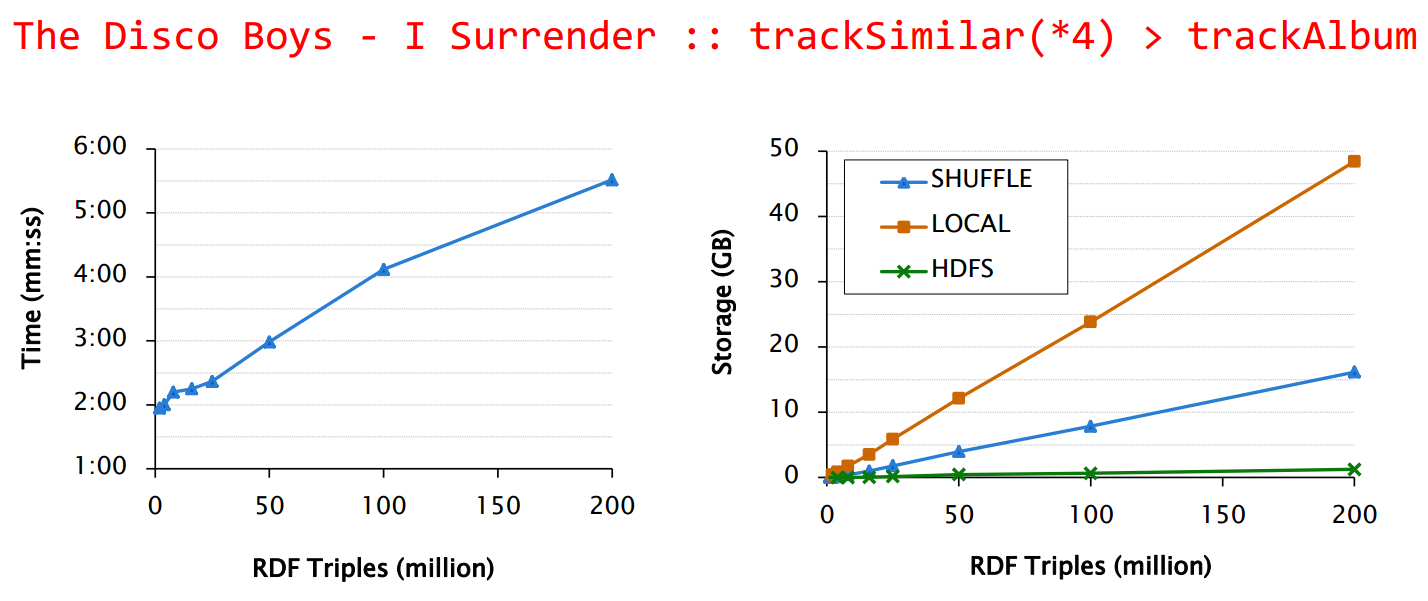 The Disco Boys - I Surrender :: trackSimilar(*4) > trackAlbum
6:00
5:00
4:00
3:00
2:00
1:00
Time (mm:ss)
0 50 100 150 200
RDF Triples (million)
50
40
30
20
10
0
Storage (GB)
SHUFFLE
LOCAL
HDFS
0 50 100 150 200
RDF Triples (million)